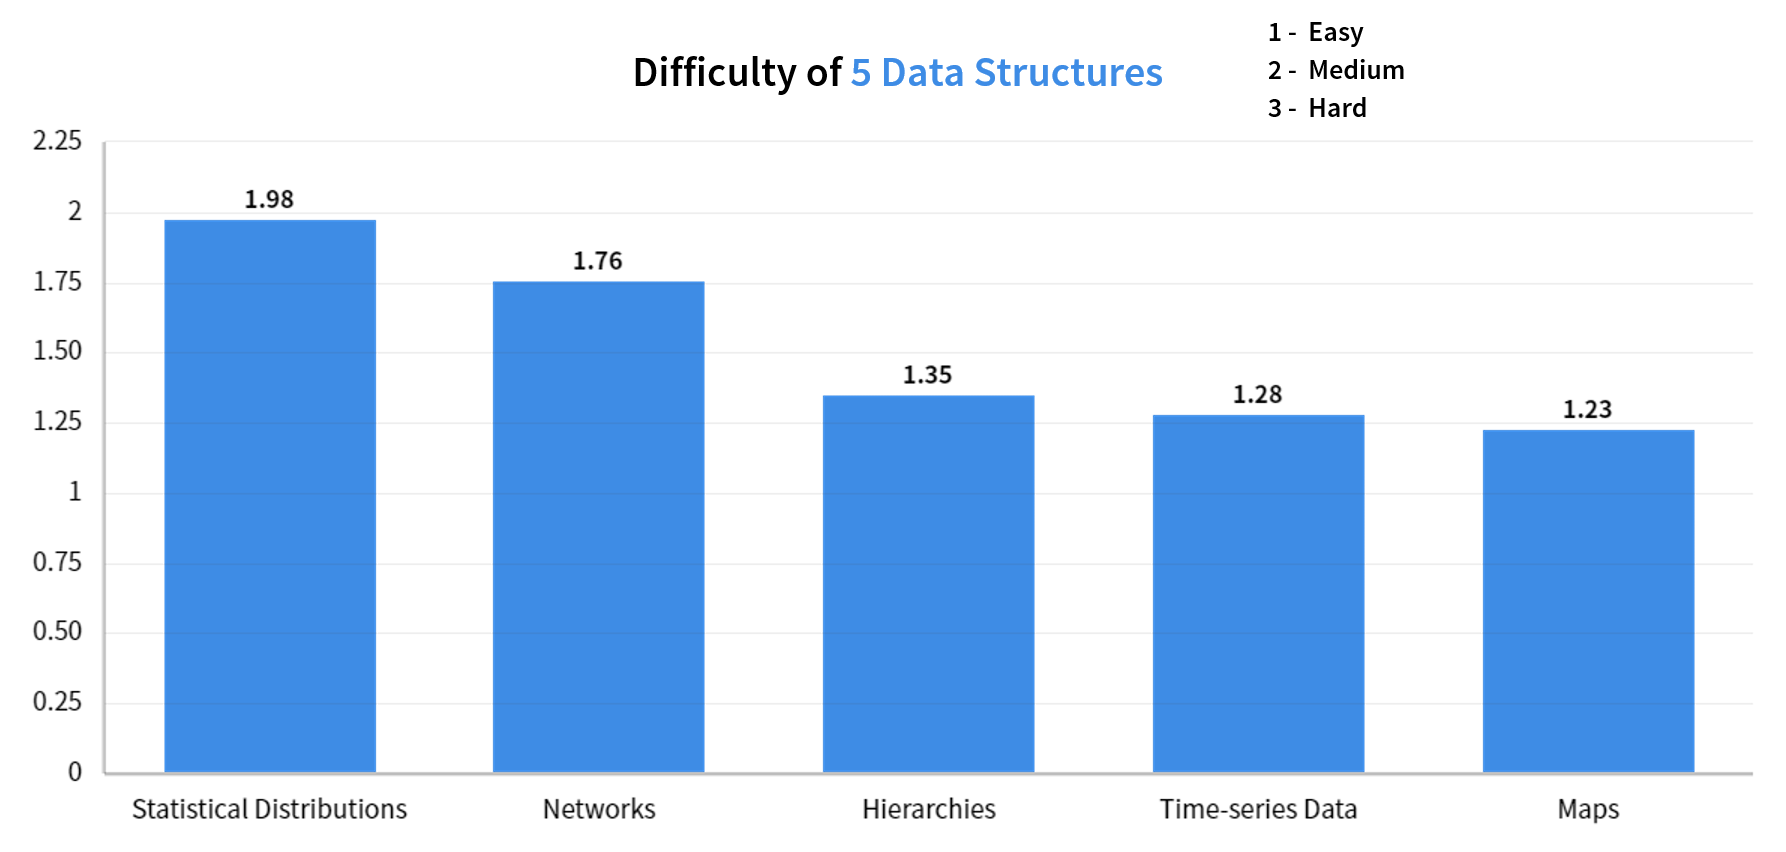 1 - Easy
Difficulty of 5 Data Structures
2 - Medium
3 - Hard
2.25
2
1.75
1.50
1.25
1
0.75
0.50
0.25
0
1.98
1.76
1.35
1.28
1.23
Statistical Distributions
Networks
Hierarchies
Time-series Data
Maps